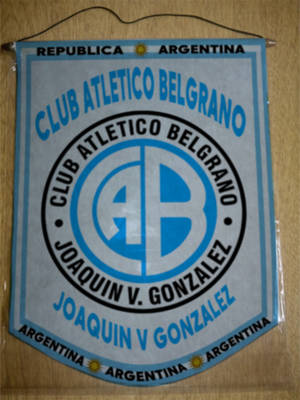 REPUBLICA ARGENTINA
CLUB ATLETICO BELGRANO
CLUB ATLETICO BELGRANO
CAB
• JOAQUIN V. GONZALEZ •
JOAQUIN V GONZALEZ
ARGENTINA ARGENTINA ARGENTINA